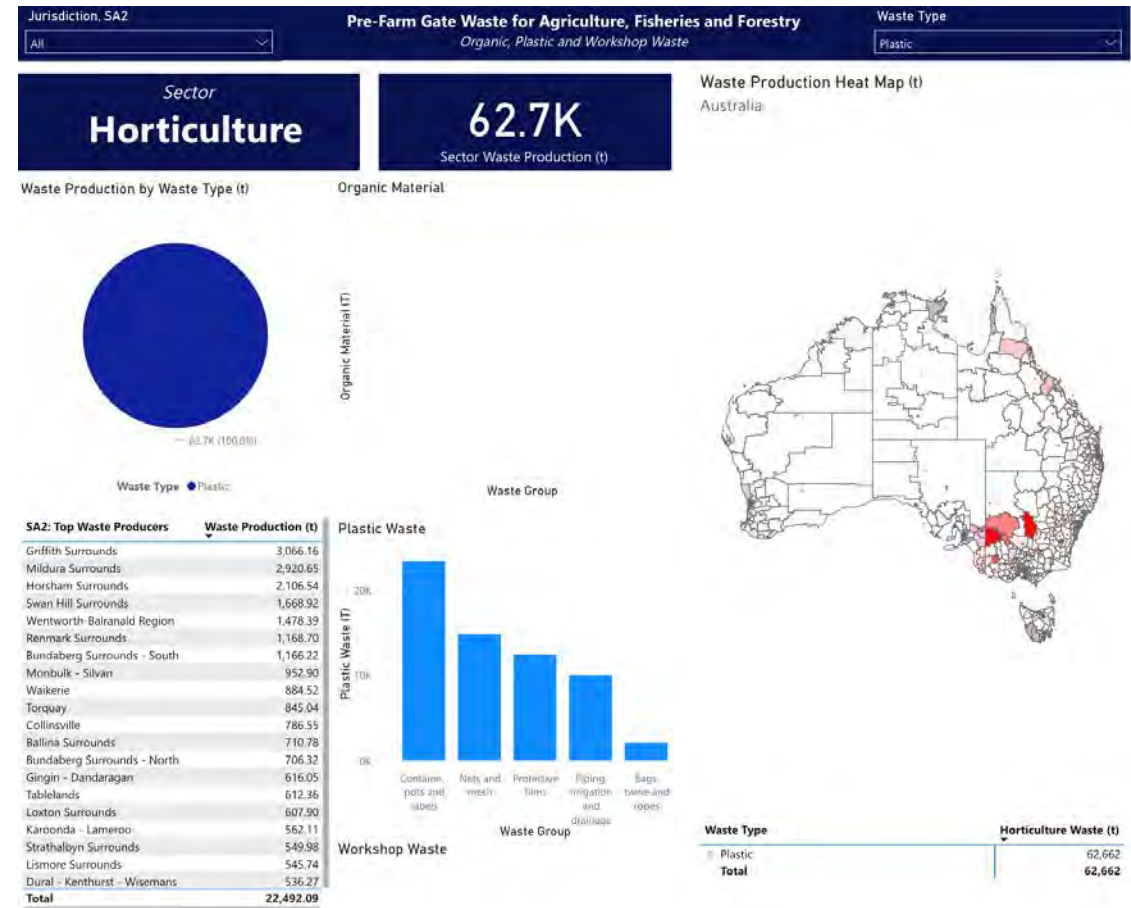 Jurisdiction, SA2
All
Pre-Farm Gate Waste for Agriculture, Fisheries and Forestry
Organic, Plastic and Workshop Waste
Waste Type
Plastic
Sector
Horticulture
62.7K
Sector Waste Production (t)
Waste Production Heat Map (t)
Australia
Waste Production by Waste Type (t)
62.7K (100.0%)
Waste Type Plastic
Organic Material
Organic Material (T)
Waste Group
SA2: Top Waste Producers Waste Production (t)
Griffith Surrounds 3,066.16
Mildura Surrounds 2,920.65
Horsham Surrounds 2,106.54
Swan Hill Surrounds 1,668.92
Wentworth-Balranald Region 1,478.39
Renmark Surrounds 1,168.70
Bundaberg Surrounds - South 1,166.22
Monbulk - Silvan 952.90
Waikerie 884.52
Torquay 845.04
Collinsville 786.55
Ballina Surrounds 710.78
Bundaberg Surrounds - North 706.32
Gingin - Dandaragan 616.05
Tablelands 612.36
Loxton Surrounds 607.90
Karoonda - Lameroo 562.11
Strathalbyn Surrounds 549.98
Lismore Surrounds 545.74
Dural - Kenthurst - Wisemans 536.27
Total 22,492.09
Plastic Waste
Plastic Waste (T)
20K
10K
0K
Contain... pots and labels
Nets and mesh
Protective films
Piping, irrigation and drainage
Bags, twine and ropes
Waste Group
Workshop Waste
Waste Type Horticulture Waste (t)
Plastic 62,662
Total 62,662